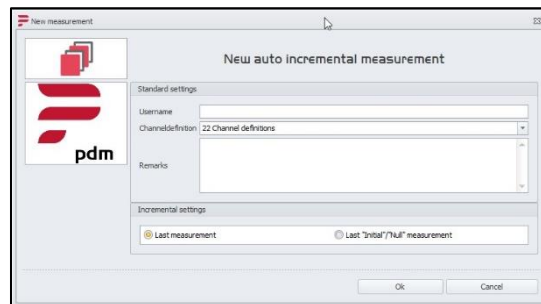 New measurement
New auto incremental measurement
pdm
Standard settings
Username
Channeldefinition 22 Channel definitions
Remarks
Incremental settings
Last measurement Last "Initial"/"Null" measurement
Ok Cancel